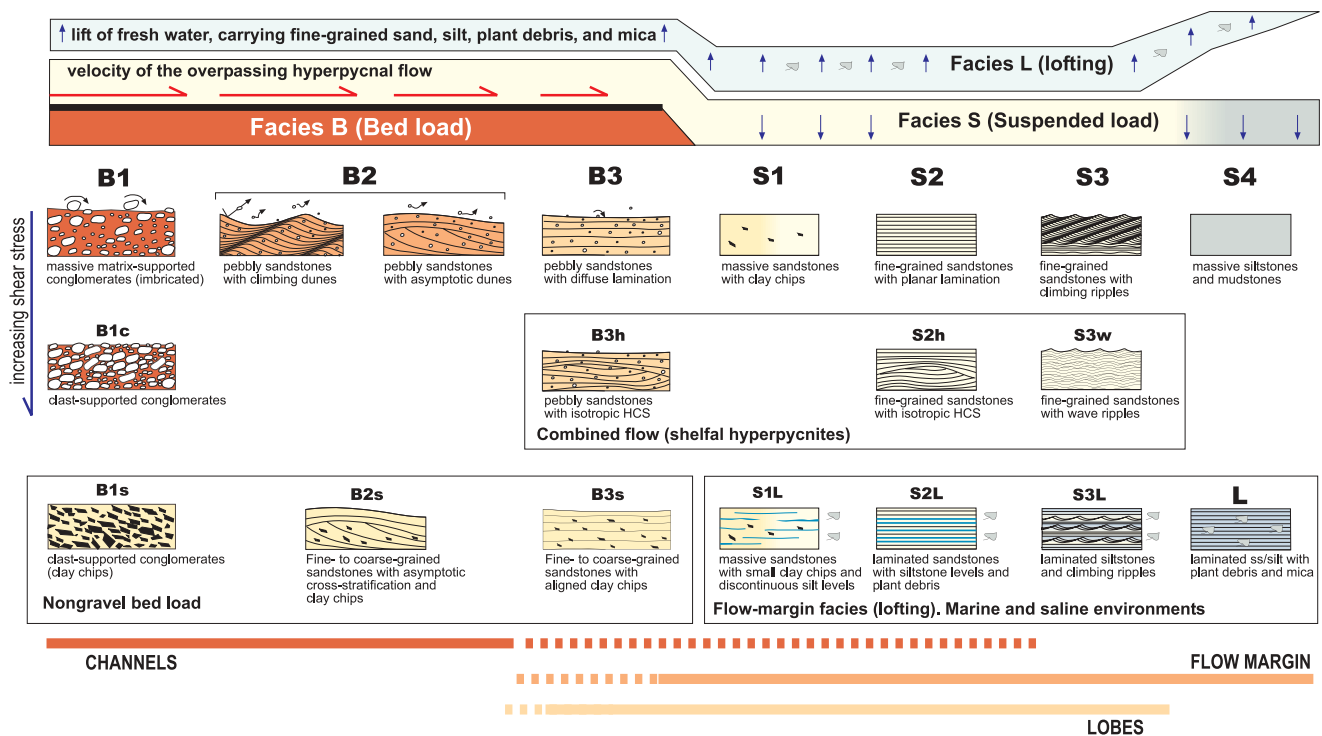 lift of fresh water, carrying fine-grained sand, silt, plant debris, and mica
velocity of the overpassing hyperpycnal flow
Facies L (lofting)
Facies B (Bed load)
Facies S (Suspended load)
B1
B2
B3
S1
S2
S3
S4
increasing shear stress
massive matrix-supported
conglomerates (imbricated)
pebbly sandstones
with climbing dunes
pebbly sandstones
with asymptotic dunes
pebbly sandstones
with diffuse lamination
massive sandstones
with clay chips
fine-grained sandstones
with planar lamination
fine-grained
sandstones with
climbing ripples
massive siltstones
and mudstones
B1c
clast-supported conglomerates
B3h
pebbly sandstones
with isotropic HCS
S2h
fine-grained sandstones
with isotropic HCS
S3w
fine-grained sandstones
with wave ripples
Combined flow (shelfal hyperpycnites)
B1s
clast-supported conglomerates
(clay chips)
B2s
Fine- to coarse-grained
sandstones with asymptotic
cross-stratification and
clay chips
B3s
Fine- to coarse-grained
sandstones with
aligned clay chips
Nongravel bed load
S1L
massive sandstones
with small clay chips and
discontinuous silt levels
S2L
laminated sandstones
with siltstone levels and
plant debris
S3L
laminated siltstones
and climbing ripples
L
laminated ss/silt with
plant debris and mica
Flow-margin facies (lofting). Marine and saline environments
CHANNELS
FLOW MARGIN
LOBES